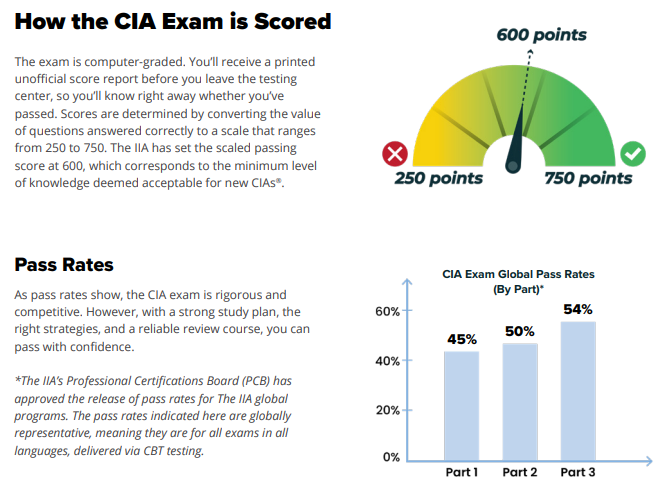 How the CIA Exam is Scored
The exam is computer-graded. You’ll receive a printed
unofficial score report before you leave the testing
center, so you’ll know right away whether you’ve
passed. Scores are determined by converting the value
of questions answered correctly to a scale that ranges
from 250 to 750. The IIA has set the scaled passing
score at 600, which corresponds to the minimum level
of knowledge deemed acceptable for new CIAs®.
600 points
250 points
750 points
Pass Rates
As pass rates show, the CIA exam is rigorous and
competitive. However, with a strong study plan, the
right strategies, and a reliable review course, you can
pass with confidence.
*The IIA’s Professional Certifications Board (PCB) has
approved the release of pass rates for The IIA global
programs. The pass rates indicated here are globally
representative, meaning they are for all exams in all
languages, delivered via CBT testing.
CIA Exam Global Pass Rates
(By Part)*
60%
40%
20%
0%
45%
50%
54%
Part 1
Part 2
Part 3